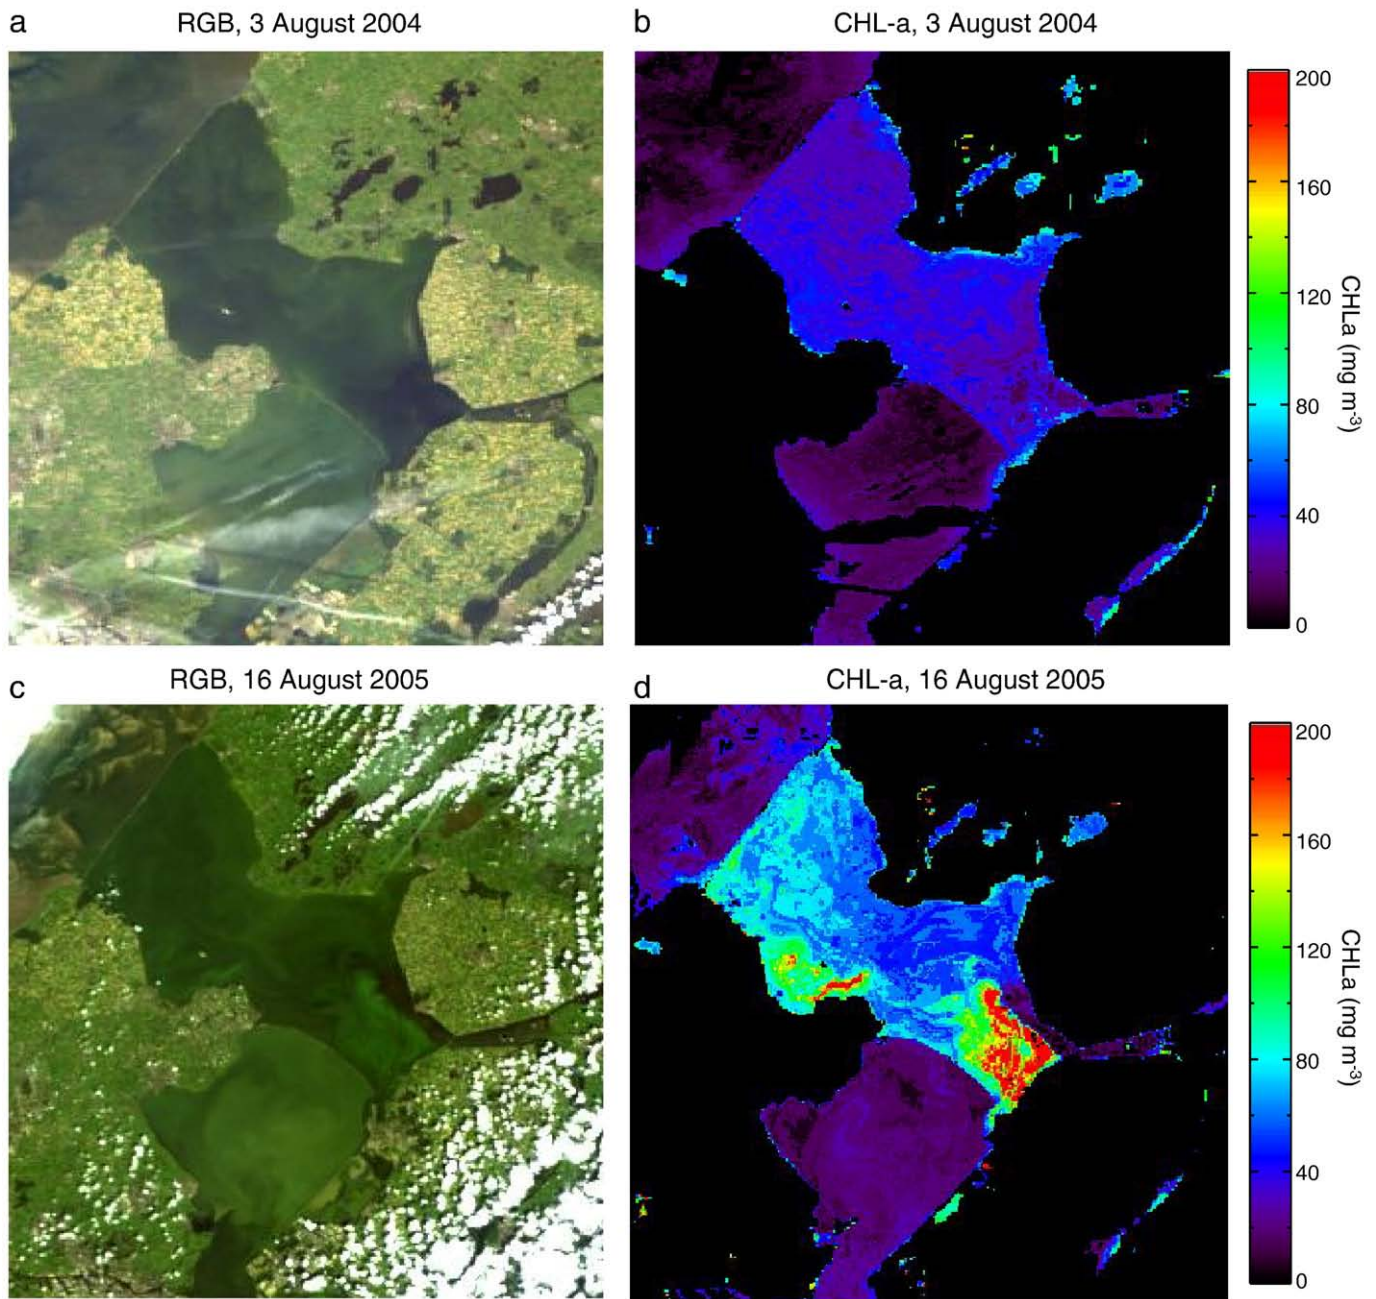 a
RGB, 3 August 2004
b
CHL-a, 3 August 2004
200
160
120
80
40
0
CHLa (mg m-3)
c
RGB, 16 August 2005
d
CHL-a, 16 August 2005
200
160
120
80
40
0
CHLa (mg m-3)